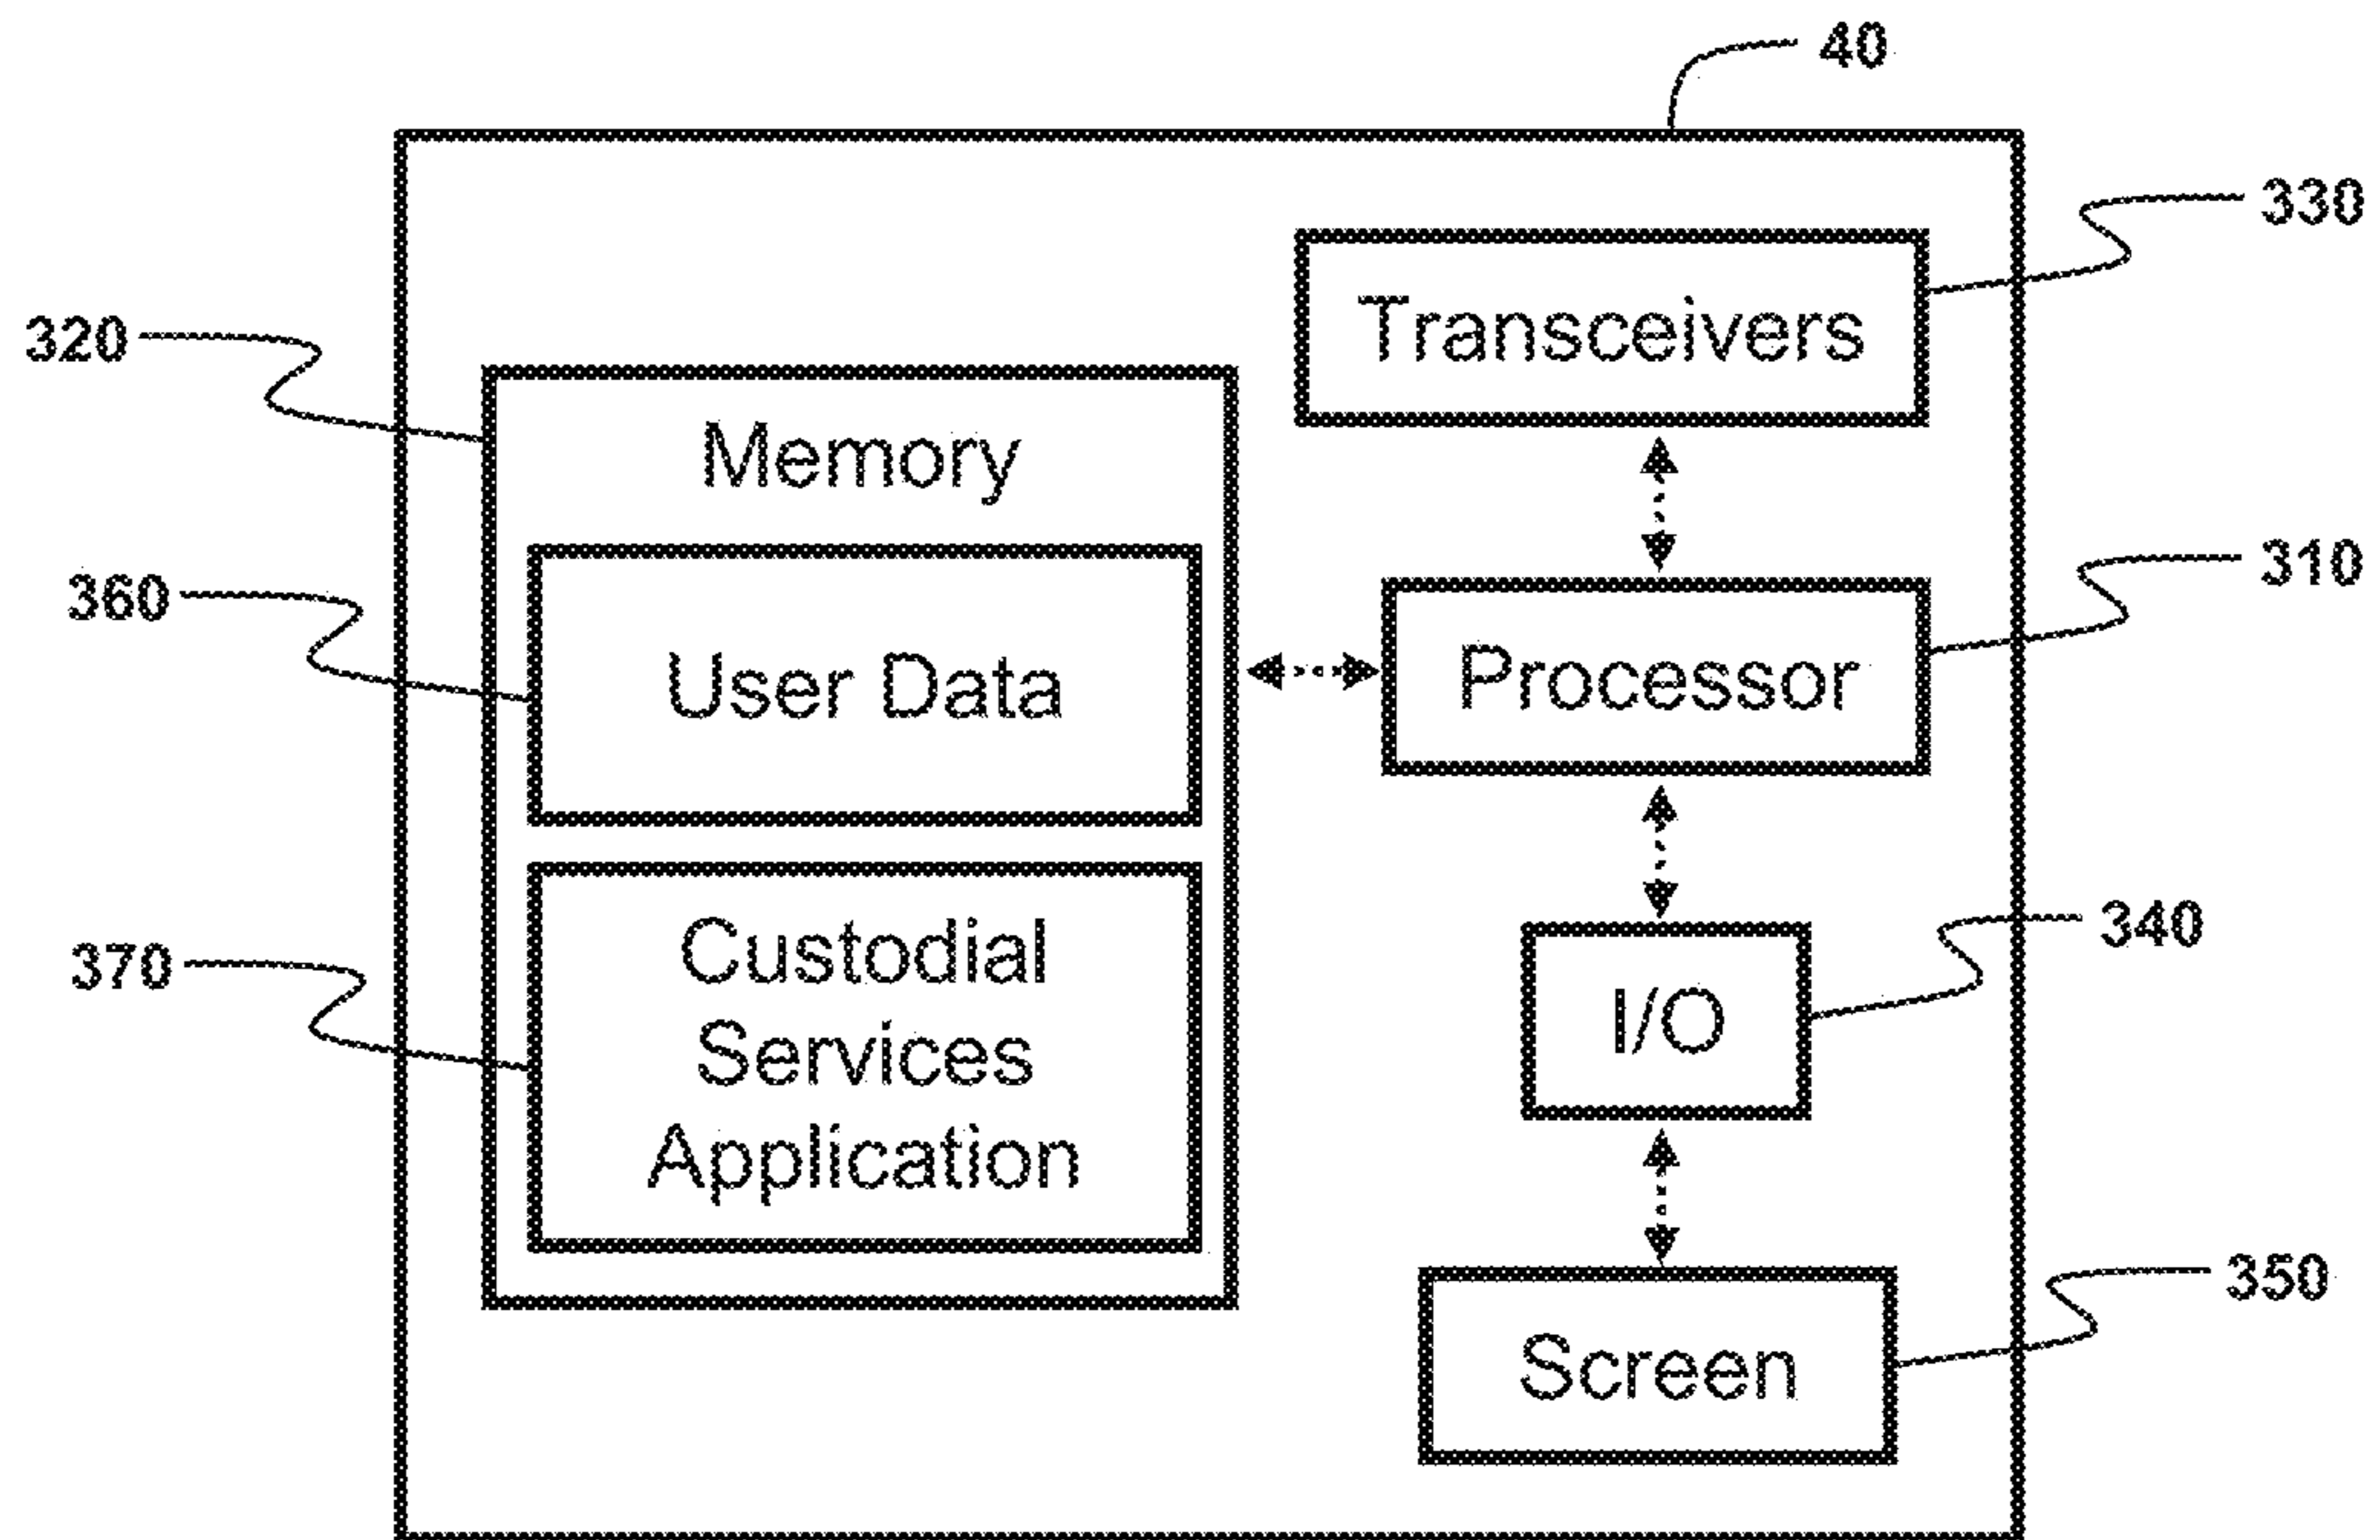 40
330
Transceivers
320
Memory
360
User Data
310
Processor
370
Custodial
Services
Application
340
I/O
350
Screen